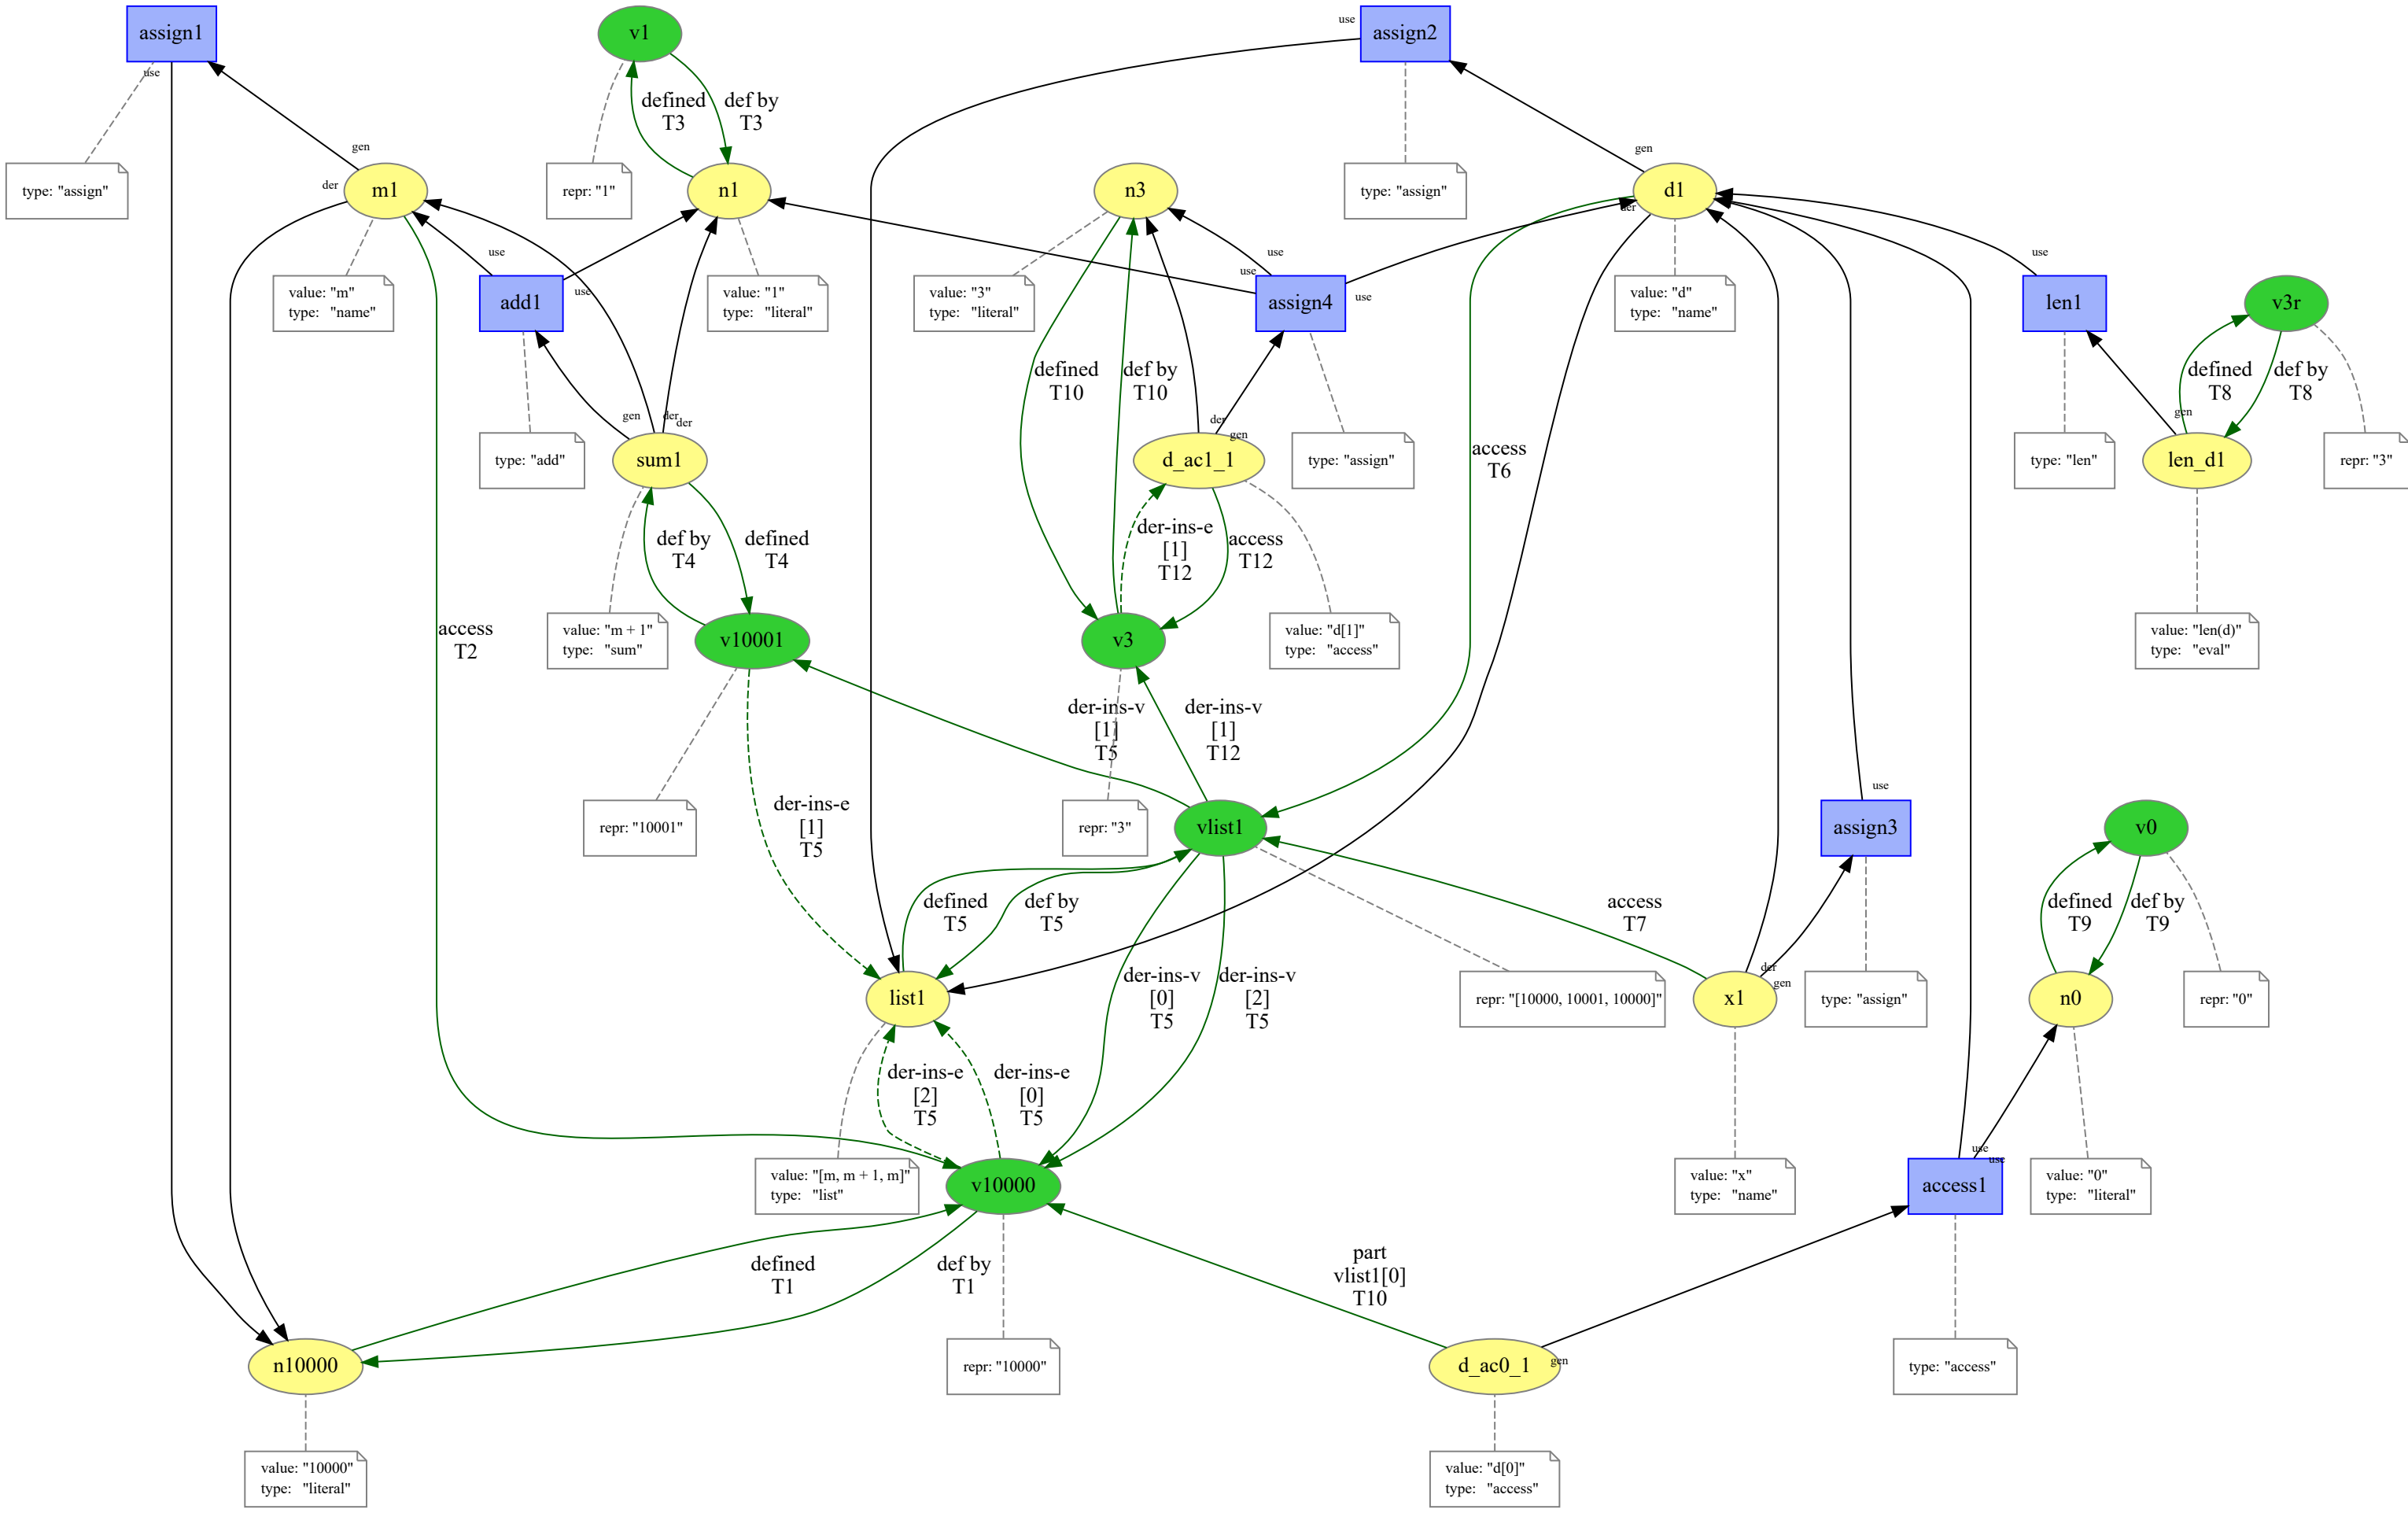 assign1
v1
use
assign2
use
type: "assign"
defined
T3
def by
T3
gen
der
m1
repr: "1"
n1
n3
type: "assign"
gen
d1
der
value: "m"
type: "name"
use
add1
use
value: "1"
type: "literal"
value: "3"
type: "literal"
use
use
assign4
use
value: "d"
type: "name"
use
len1
v3r
defined
T10
def by
T10
defined
T8
def by
T8
type: "add"
gen
sum1
der
der
der
gen
d_ac1_1
type: "assign"
access
T6
type: "len"
gen
len_d1
repr: "3"
def by
T4
defined
T4
der-ins-e
[1]
T12
access
T12
access
T2
value: "m + 1"
type: "sum"
v10001
v3
value: "d[1]"
type: "access"
value: "len(d)"
type: "eval"
der-ins-v
[1]
T5
der-ins-v
[1]
T12
der-ins-e
[1]
T5
repr: "10001"
repr: "3"
vlist1
use
assign3
v0
defined
T5
def by
T5
access
T7
defined
T9
def by
T9
list1
der-ins-v
[0]
T5
der-ins-v
[2]
T5
repr: "[10000, 10001, 10000]"
x1
der
gen
type: "assign"
n0
repr: "0"
der-ins-e
[2]
T5
der-ins-e
[0]
T5
value: "[m, m + 1, m]"
type: "list"
v10000
value: "x"
type: "name"
use
use
access1
value: "0"
type: "literal"
defined
T1
def by
T1
part
vlist1[0]
T10
n10000
repr: "10000"
d_ac0_1
gen
type: "access"
value: "10000"
type: "literal"
value: "d[0]"
type: "access"